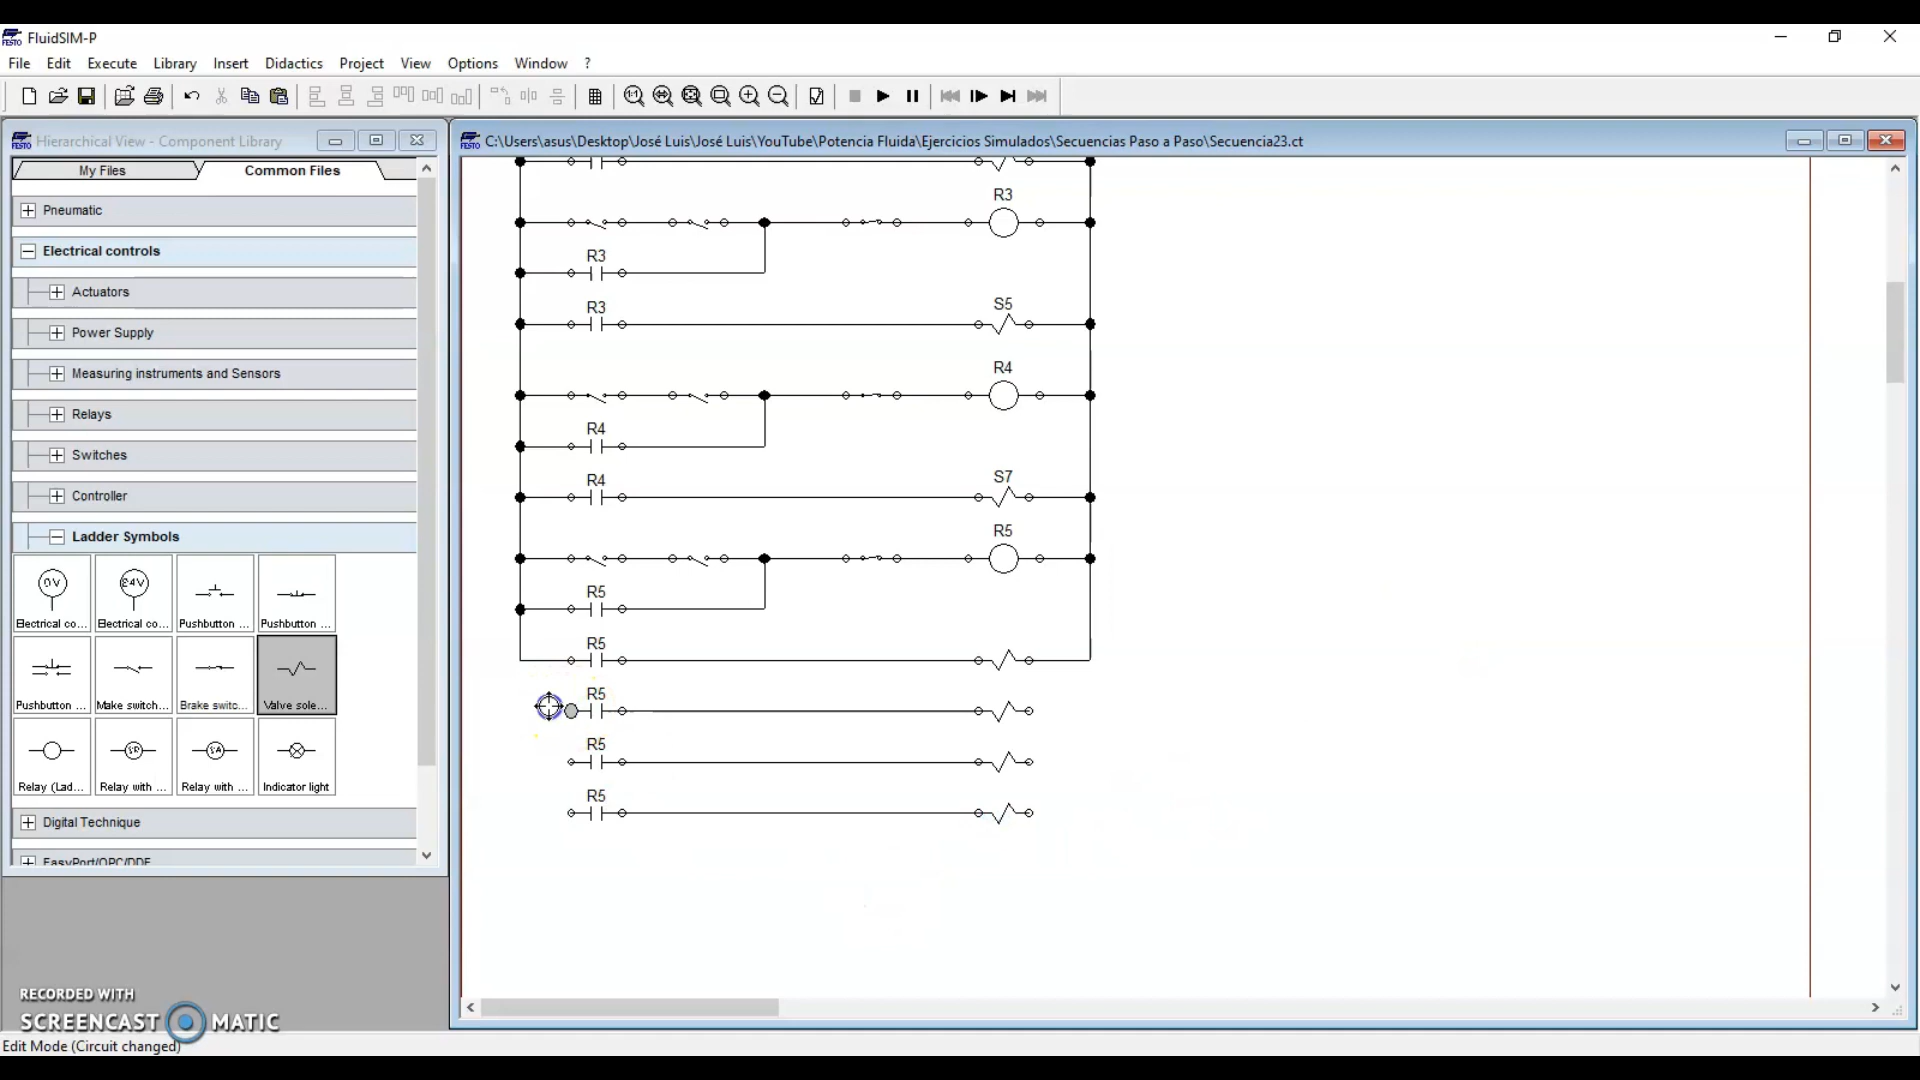 FluidSIM-P
File Edit Execute Library Insert Didactics Project View Options Window ?
Hierarchical View - Component Library
C:\Users\asus\Desktop\José Luis\José Luis\YouTube\Potencia Fluida\Ejercicios Simulados\Secuencias Paso a Paso\Secuencia23.ct
My Files
Common Files
Pneumatic
Electrical controls
Actuators
Power Supply
Measuring instruments and Sensors
Relays
Switches
Controller
Ladder Symbols
0V
24V
Electrical co... Electrical co... Pushbutton ... Pushbutton ...
Pushbutton ... Make switch... Brake switc... Valve sole...
SR
SA
Relay (Lad... Relay with ... Relay with ... Indicator light
Digital Technique
EasyPort/OPC/DDE
R3
R3
R3
S5
R4
R4
R4
S7
R5
R5
R5
R5
R5
R5
RECORDED WITH
SCREENCAST MATIC
Edit Mode (Circuit changed)